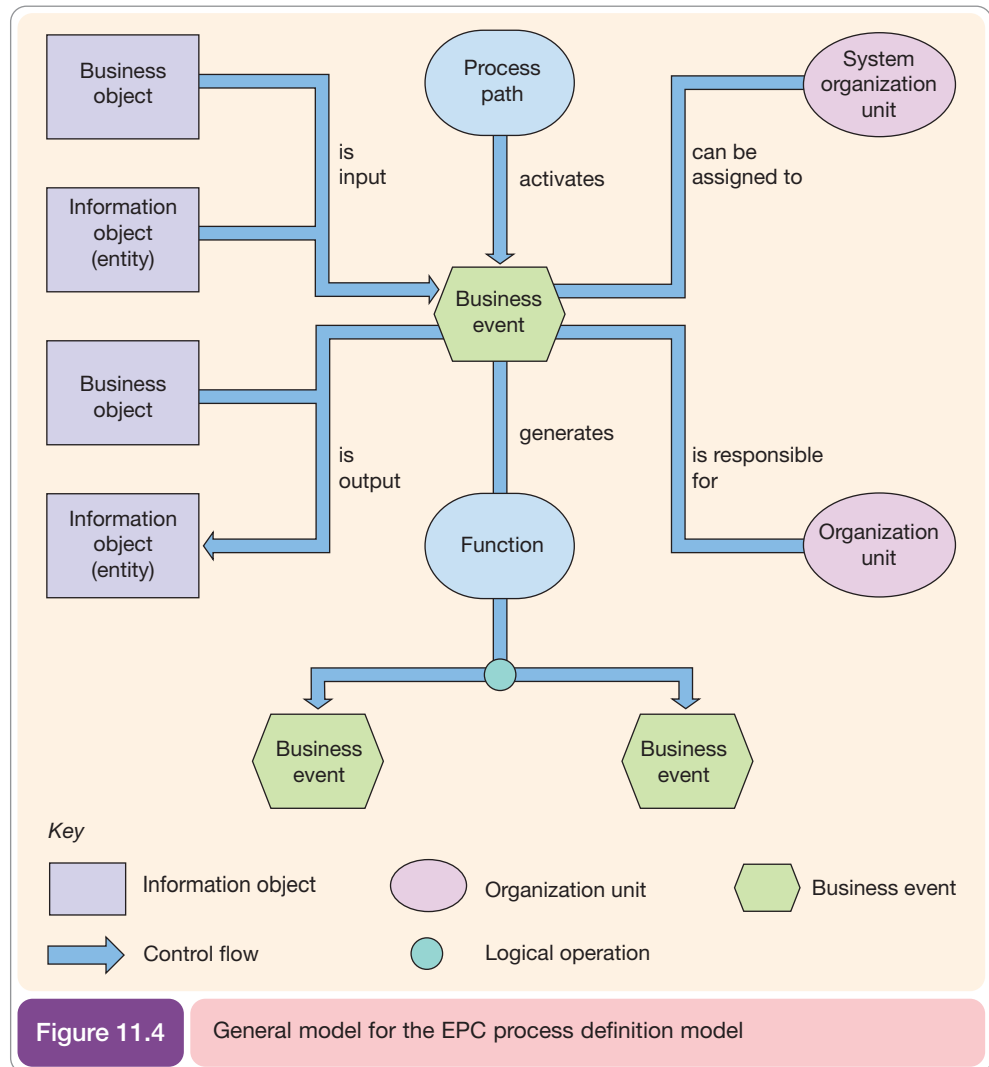 Business
object
Process
path
System
organization
unit
is
input
activates
can be
assigned to
Information
object
(entity)
Business
event
Business
object
generates
is
output
is responsible
for
Information
object
(entity)
Function
Organization
unit
Business
event
Business
event
Key
Information object
Organization unit
Business event
Control flow
Logical operation
Figure 11.4
General model for the EPC process definition model